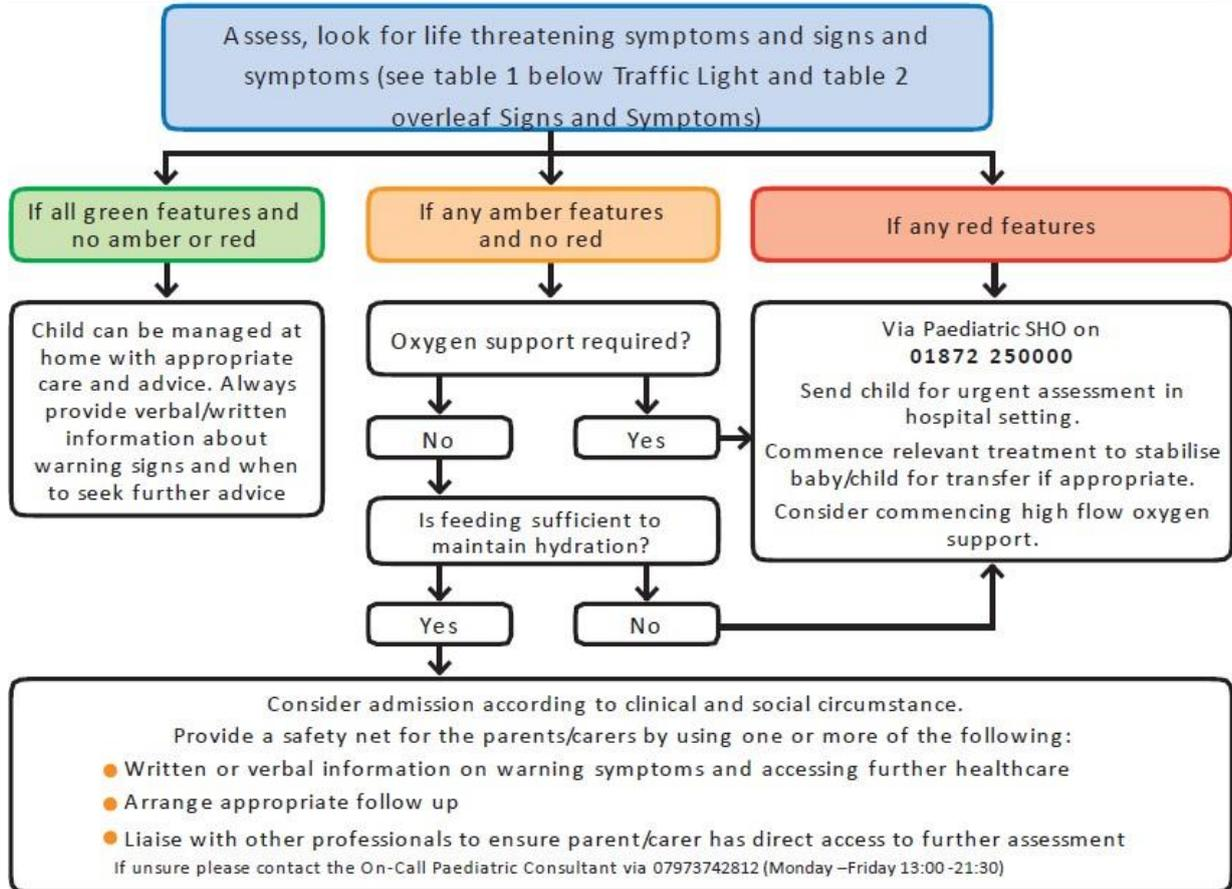 Assess, look for life threatening symptoms and signs and
symptoms (see table 1 below Traffic Light and table 2
overleaf Signs and Symptoms)
If all green features and
no amber or red
If any amber features
and no red
If any red features
Child can be managed at
home with appropriate
care and advice. Always
provide verbal/written
information about
warning signs and when
to seek further advice
Oxygen support required?
No
Yes
Is feeding sufficient to
maintain hydration?
Yes
No
Via Paediatric SHO on
01872 250000
Send child for urgent assessment in
hospital setting.
Commence relevant treatment to stabilise
baby/child for transfer if appropriate.
Consider commencing high flow oxygen
support.
Consider admission according to clinical and social circumstance.
Provide a safety net for the parents/carers by using one or more of the following:
Written or verbal information on warning symptoms and accessing further healthcare
Arrange appropriate follow up
Liaise with other professionals to ensure parent/carer has direct access to further assessment
If unsure please contact the On-Call Paediatric Consultant via 07973742812 (Monday –Friday 13:00 -21:30)